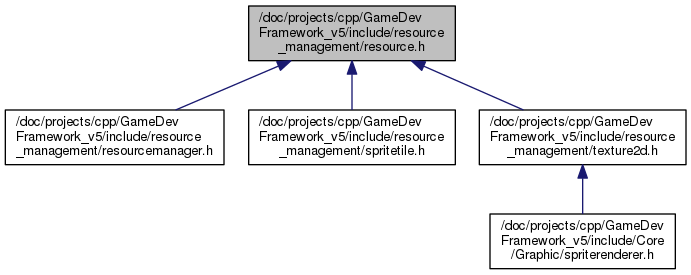 /doc/projects/cpp/GameDev
Framework_v5/include/resource
_management/resource.h
/doc/projects/cpp/GameDev
Framework_v5/include/resource
_management/resourcemanager.h
/doc/projects/cpp/GameDev
Framework_v5/include/resource
_management/spritetile.h
/doc/projects/cpp/GameDev
Framework_v5/include/resource
_management/texture2d.h
/doc/projects/cpp/GameDev
Framework_v5/include/Core
/Graphic/spriterenderer.h